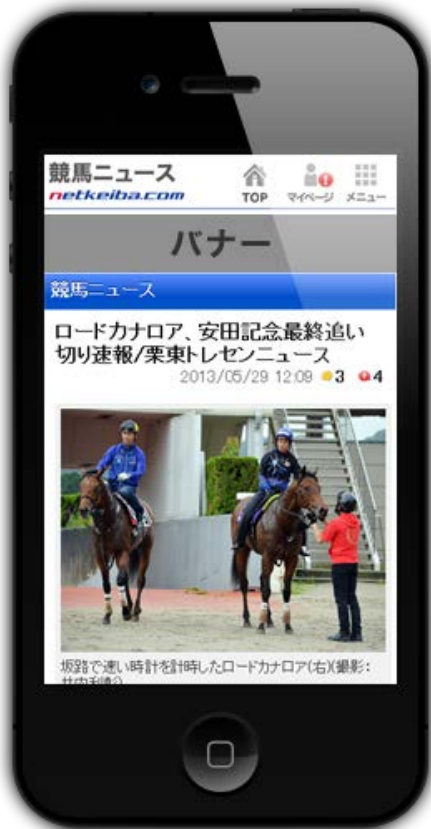 競馬ニュース
netkeiba.com
TOP
マイページ
メニュー
バナー
競馬ニュース
ロードカナロア、安田記念最終追い
切り速報/栗東トレセンニュース
2013/05/29 12:09 3 4
坂路で速い時計を計時したロードカナロア(右)(撮影: